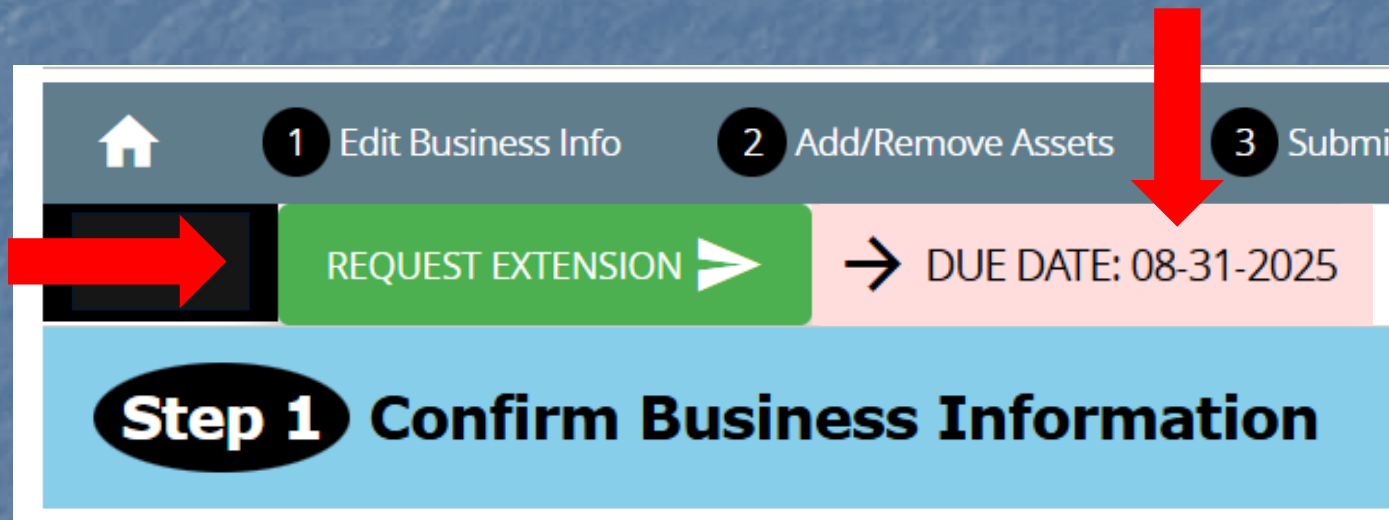 1 Edit Business Info 2 Add/Remove Assets 3 Submi
REQUEST EXTENSION → DUE DATE: 08-31-2025
Step 1 Confirm Business Information